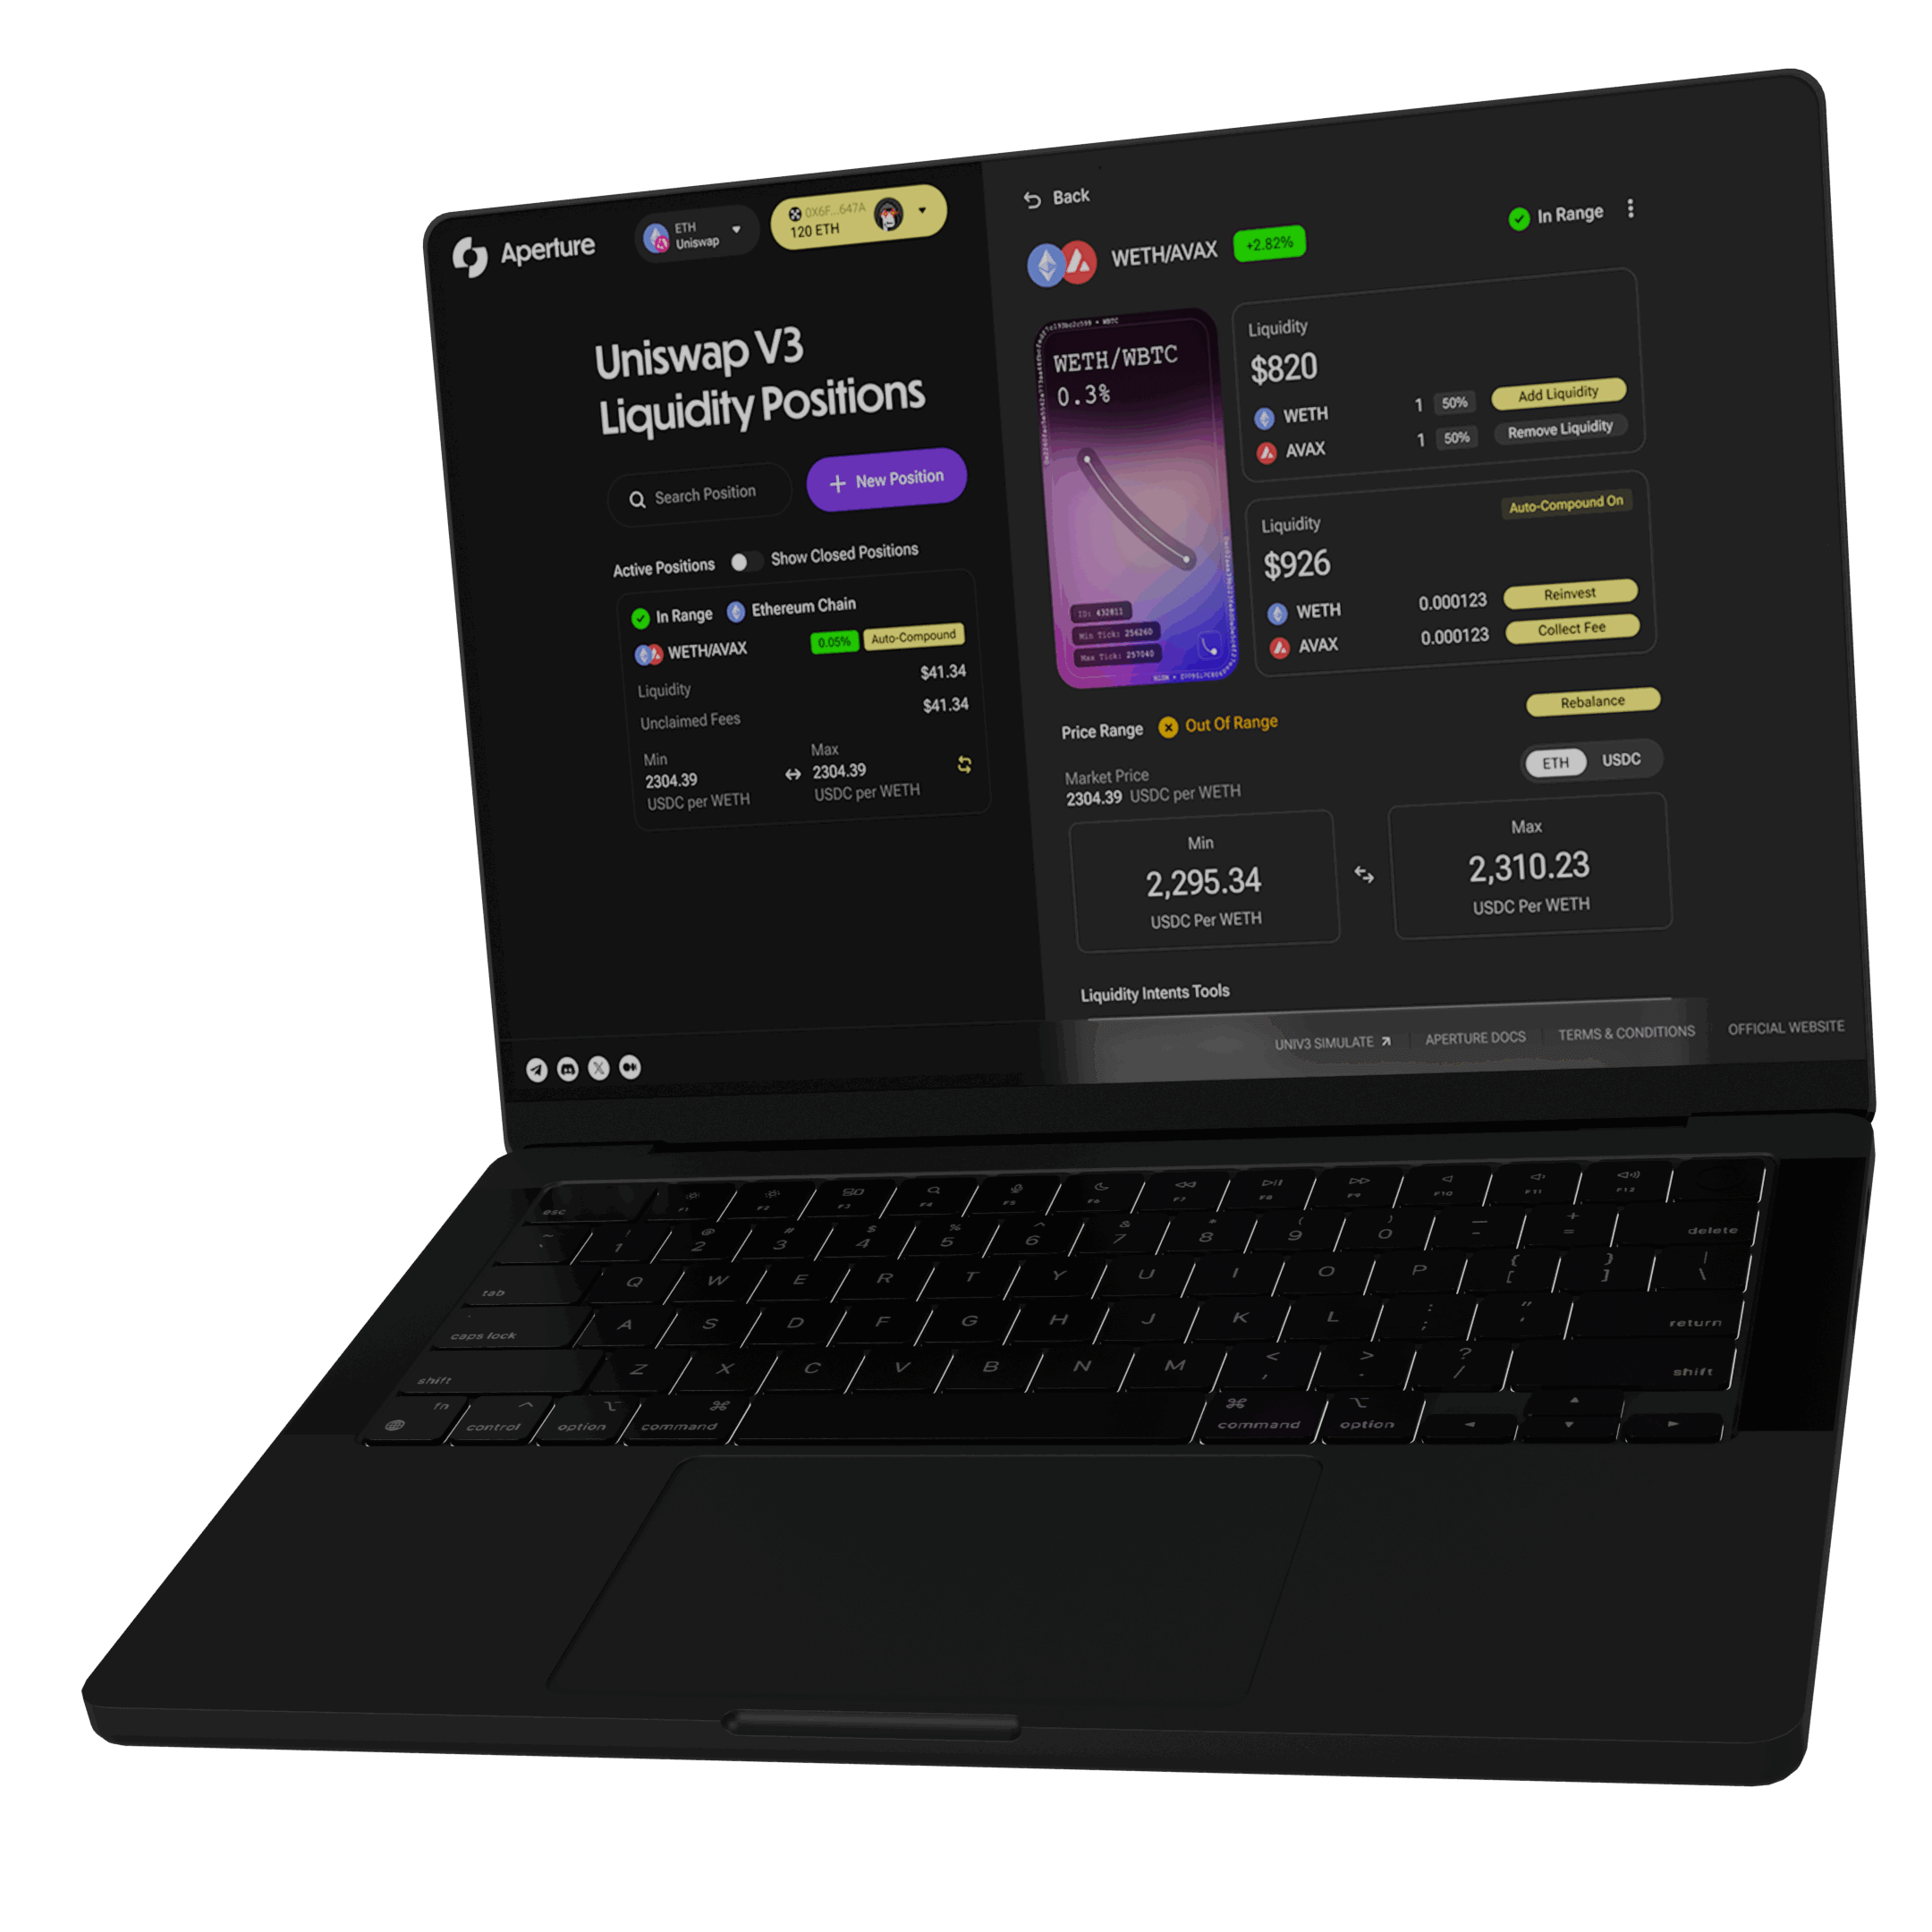 Aperture
ETH
Uniswap
0X6F...647A
120 ETH
Uniswap V3
Liquidity Positions
Search Position
New Position
Active Positions
Show Closed Positions
In Range
Ethereum Chain
WETH/AVAX
0.05%
Auto-Compound
Liquidity
$41.34
Unclaimed Fees
$41.34
Min
Max
2304.39
2304.39
USDC per WETH
USDC per WETH
Back
WETH/AVAX
+2.82%
In Range
WETH/WBTC
0.3%
ID: 432811
Min Tick: 256260
Max Tick: 257040
Liquidity
$820
WETH
1
50%
Add Liquidity
AVAX
1
50%
Remove Liquidity
Liquidity
Auto-Compound On
$926
WETH
0.000123
Reinvest
AVAX
0.000123
Collect Fee
Price Range
Out Of Range
Rebalance
Market Price
2304.39 USDC per WETH
ETH
USDC
Min
2,295.34
USDC Per WETH
Max
2,310.23
USDC Per WETH
Liquidity Intents Tools
UNIV3 SIMULATE
APERTURE DOCS
TERMS & CONDITIONS
OFFICIAL WEBSITE
esc F1 F2 F3 F4 F5 F6 F7 F8 F9 F10 F11 F12
~ ! @ # $ % ^ & * ( ) — +
` 1 2 3 4 5 6 7 8 9 0 - = delete
tab Q W E R T Y U I O P { [ } ] | \
caps lock A S D F G H J K L : ; " ' return
shift Z X C V B N M < , > . ? / shift
fn control option command command option